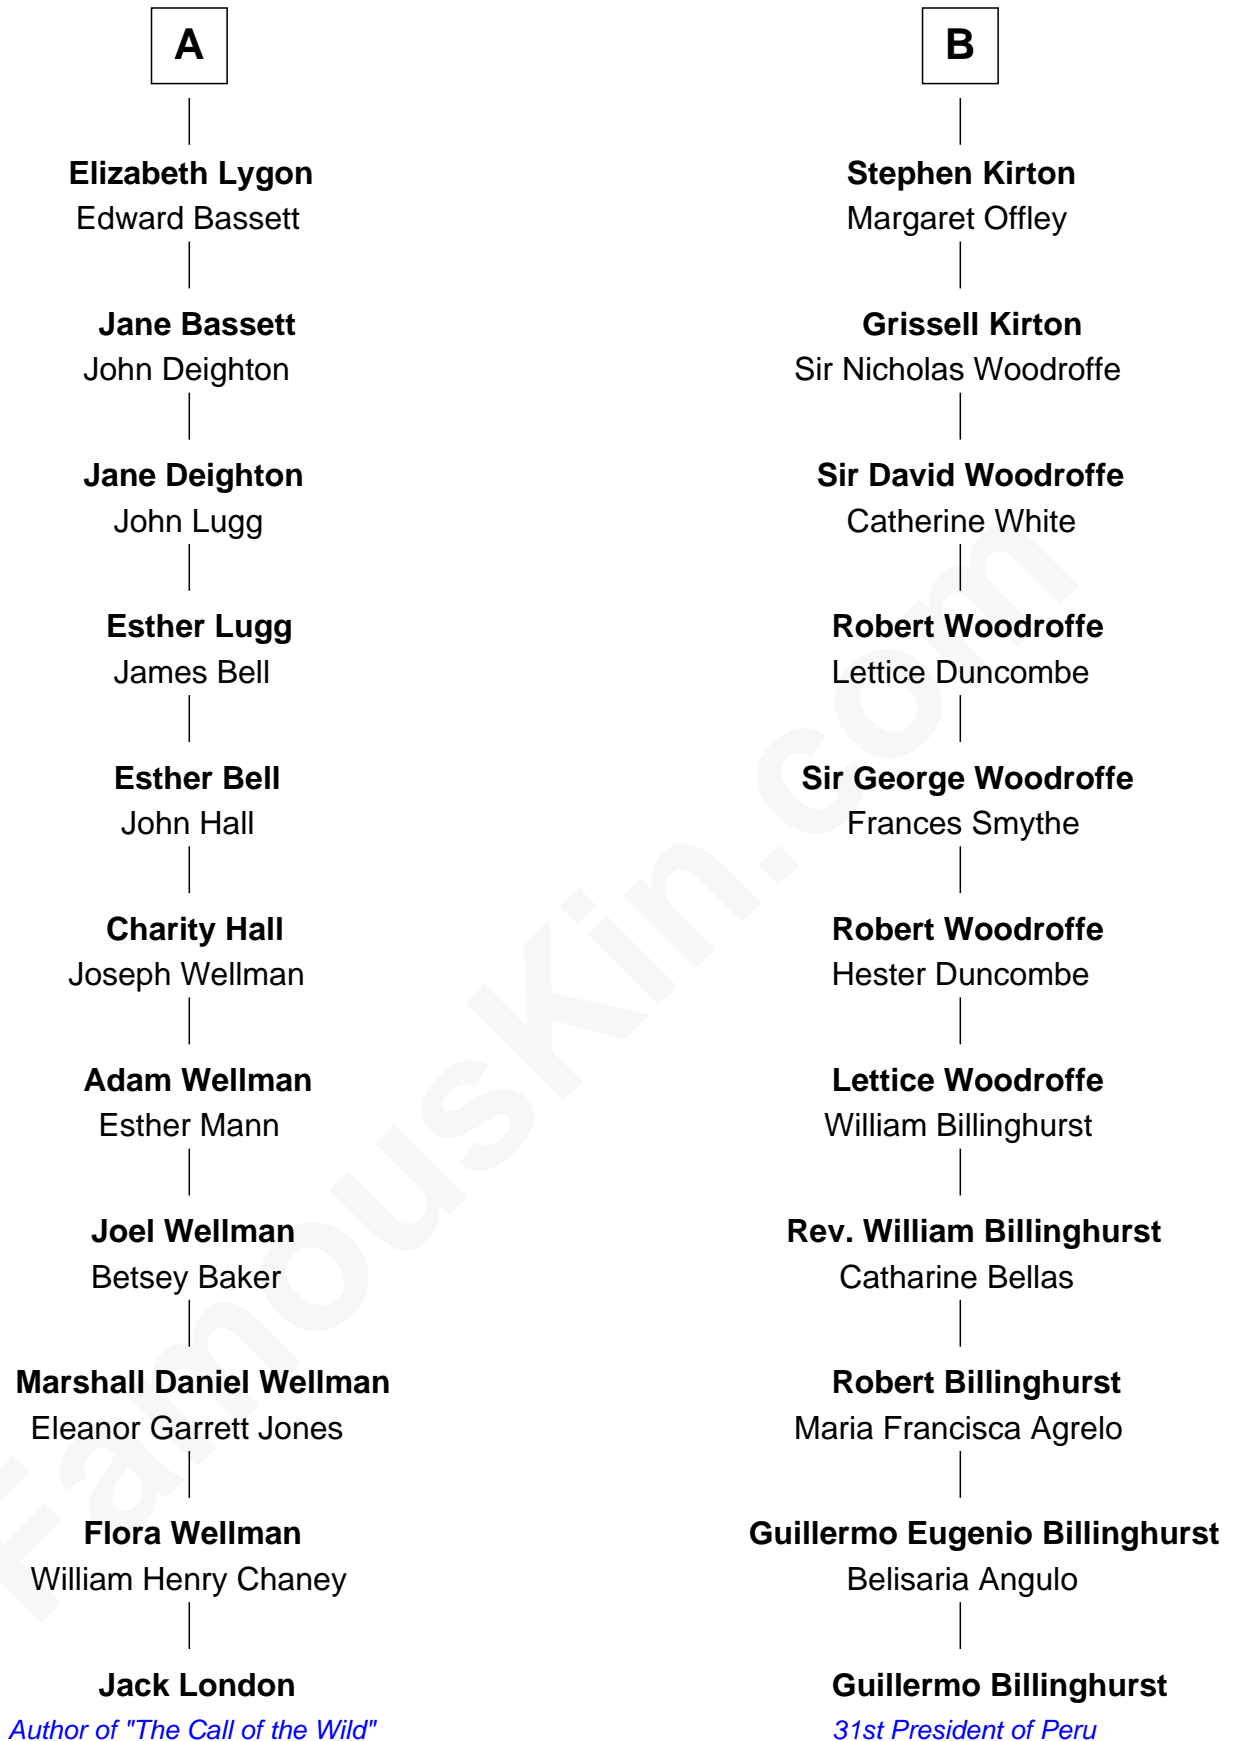 A
Elizabeth Lygon
Edward Bassett
Jane Bassett
John Deighton
Jane Deighton
John Lugg
Esther Lugg
James Bell
Esther Bell
John Hall
Charity Hall
Joseph Wellman
Adam Wellman
Esther Mann
Joel Wellman
Betsey Baker
Marshall Daniel Wellman
Eleanor Garrett Jones
Flora Wellman
William Henry Chaney
Jack London
Author of "The Call of the Wild"
B
Stephen Kirton
Margaret Offley
Grissell Kirton
Sir Nicholas Woodroffe
Sir David Woodroffe
Catherine White
Robert Woodroffe
Lettice Duncombe
Sir George Woodroffe
Frances Smythe
Robert Woodroffe
Hester Duncombe
Lettice Woodroffe
William Billinghurst
Rev. William Billinghurst
Catharine Bellas
Robert Billinghurst
Maria Francisca Agrelo
Guillermo Eugenio Billinghurst
Belisaria Angulo
Guillermo Billinghurst
31st President of Peru
FamousKin.com